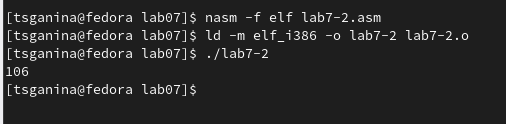 [tsganina@fedora lab07]$ nasm -f elf lab7-2.asm
[tsganina@fedora lab07]$ ld -m elf_i386 -o lab7-2 lab7-2.o
[tsganina@fedora lab07]$ ./lab7-2
106
[tsganina@fedora lab07]$